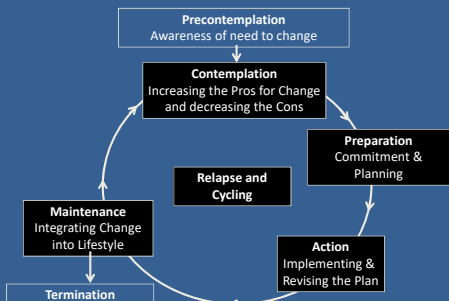 Precontemplation
Awareness of need to change
Contemplation
Increasing the Pros for Change
and decreasing the Cons
Preparation
Commitment &
Planning
Relapse and
Cycling
Maintenance
Integrating Change
into Lifestyle
Action
Implementing &
Revising the Plan
Termination